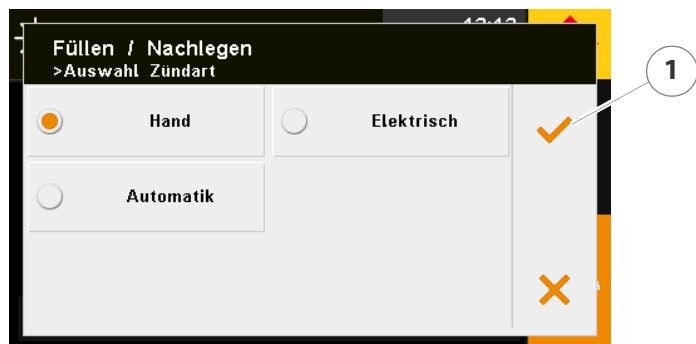 Füllen / Nachlegen
>Auswahl Zündart
1
Hand
Elektrisch
Automatik